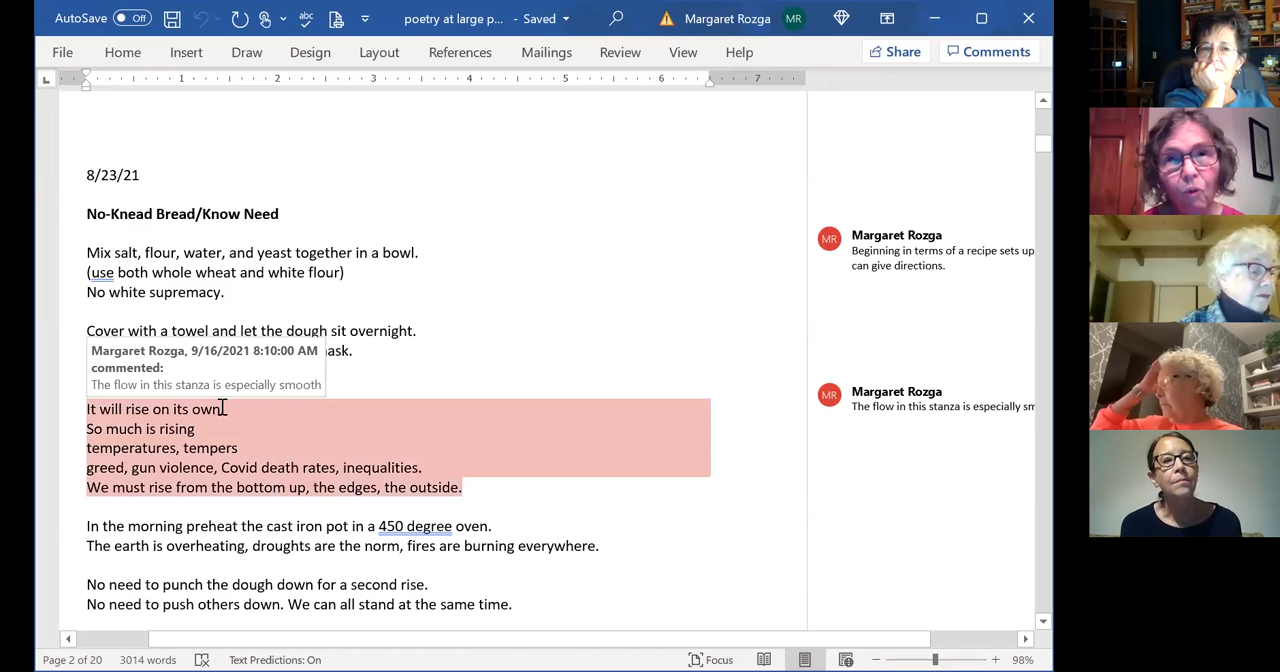 AutoSave Off poetry at large p... - Saved Margaret Rozga MR
File Home Insert Draw Design Layout References Mailings Review View Help Share Comments
1 2 3 4 5 6 7
8/23/21
No-Knead Bread/Know Need
Mix salt, flour, water, and yeast together in a bowl.
(use both whole wheat and white flour)
No white supremacy.
Cover with a towel and let the dough sit overnight.
Margaret Rozga, 9/16/2021 8:10:00 AM
commented:
The flow in this stanza is especially smooth
ask.
It will rise on its own
So much is rising
temperatures, tempers
greed, gun violence, Covid death rates, inequalities.
We must rise from the bottom up, the edges, the outside.
In the morning preheat the cast iron pot in a 450 degree oven.
The earth is overheating, droughts are the norm, fires are burning everywhere.
No need to punch the dough down for a second rise.
No need to push others down. We can all stand at the same time.
MR Margaret Rozga
Beginning in terms of a recipe sets up
can give directions.
MR Margaret Rozga
The flow in this stanza is especially sm
Page 2 of 20 3014 words Text Predictions: On Focus 98%